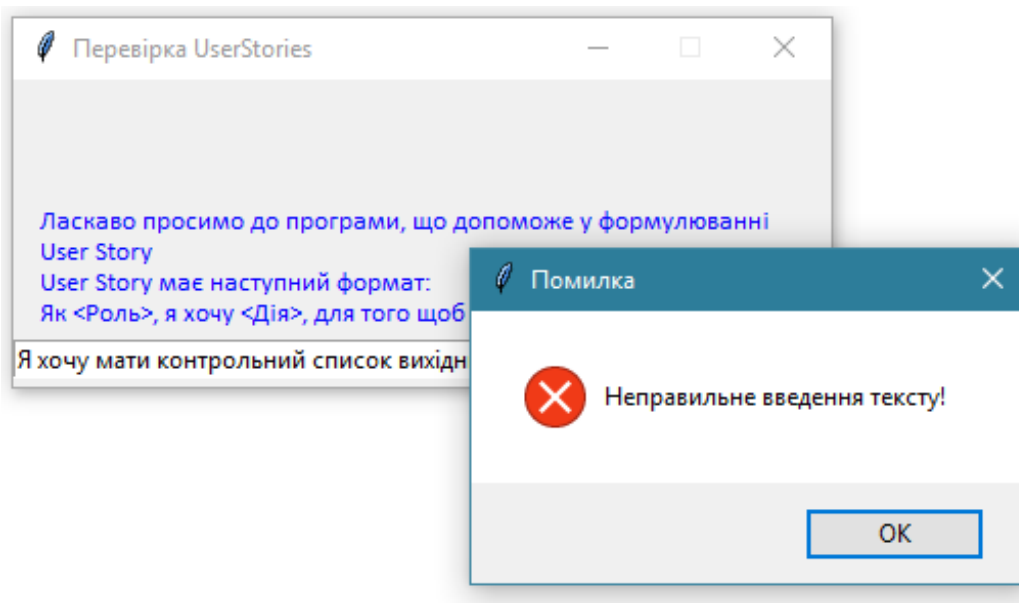 Перевірка UserStories
Ласкаво просимо до програми, що допоможе у формулюванні
User Story
User Story має наступний формат:
Як <Роль>, я хочу <Дія>, для того щоб
Я хочу мати контрольний список вихідн
Помилка
Неправильне введення тексту!
OK